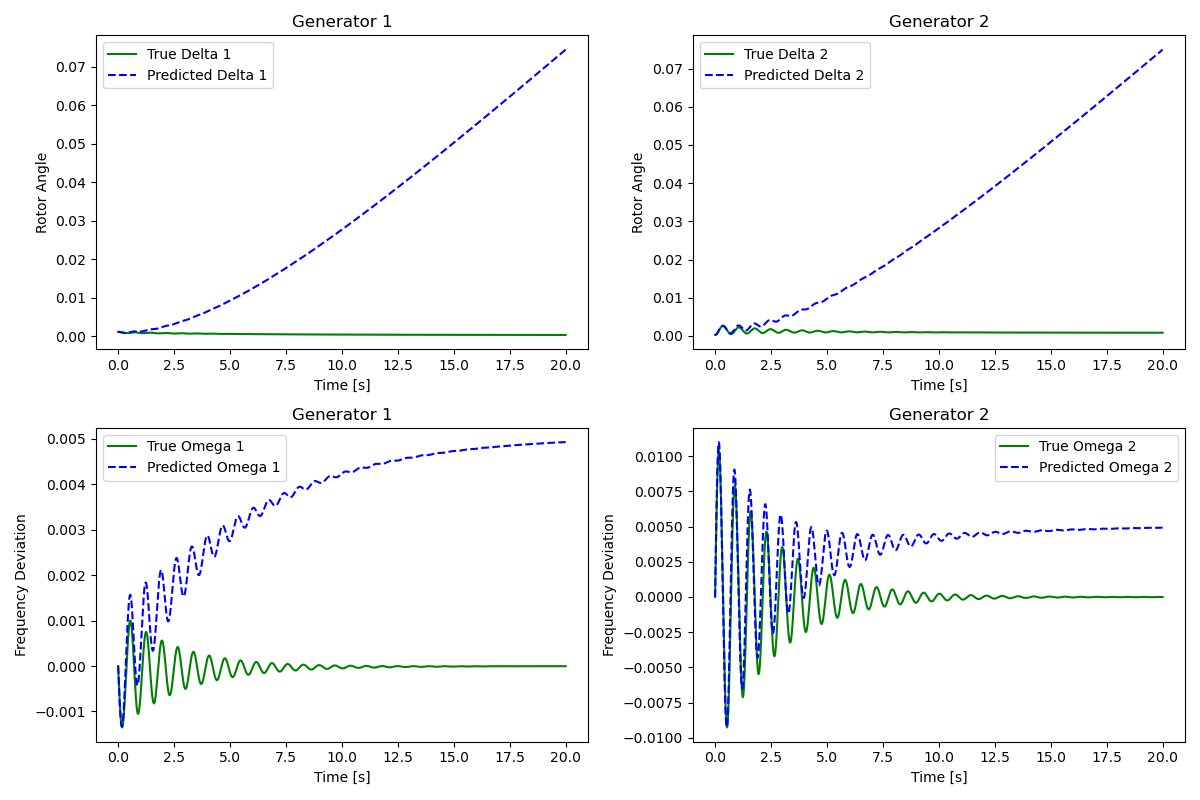 Generator 1
True Delta 1
Predicted Delta 1
Rotor Angle
0.07
0.06
0.05
0.04
0.03
0.02
0.01
0.00
0.0 2.5 5.0 7.5 10.0 12.5 15.0 17.5 20.0
Time [s]
Generator 2
True Delta 2
Predicted Delta 2
Rotor Angle
0.07
0.06
0.05
0.04
0.03
0.02
0.01
0.00
0.0 2.5 5.0 7.5 10.0 12.5 15.0 17.5 20.0
Time [s]
Generator 1
True Omega 1
Predicted Omega 1
Frequency Deviation
0.005
0.004
0.003
0.002
0.001
0.000
−0.001
0.0 2.5 5.0 7.5 10.0 12.5 15.0 17.5 20.0
Time [s]
Generator 2
True Omega 2
Predicted Omega 2
Frequency Deviation
0.0100
0.0075
0.0050
0.0025
0.0000
−0.0025
−0.0050
−0.0075
−0.0100
0.0 2.5 5.0 7.5 10.0 12.5 15.0 17.5 20.0
Time [s]